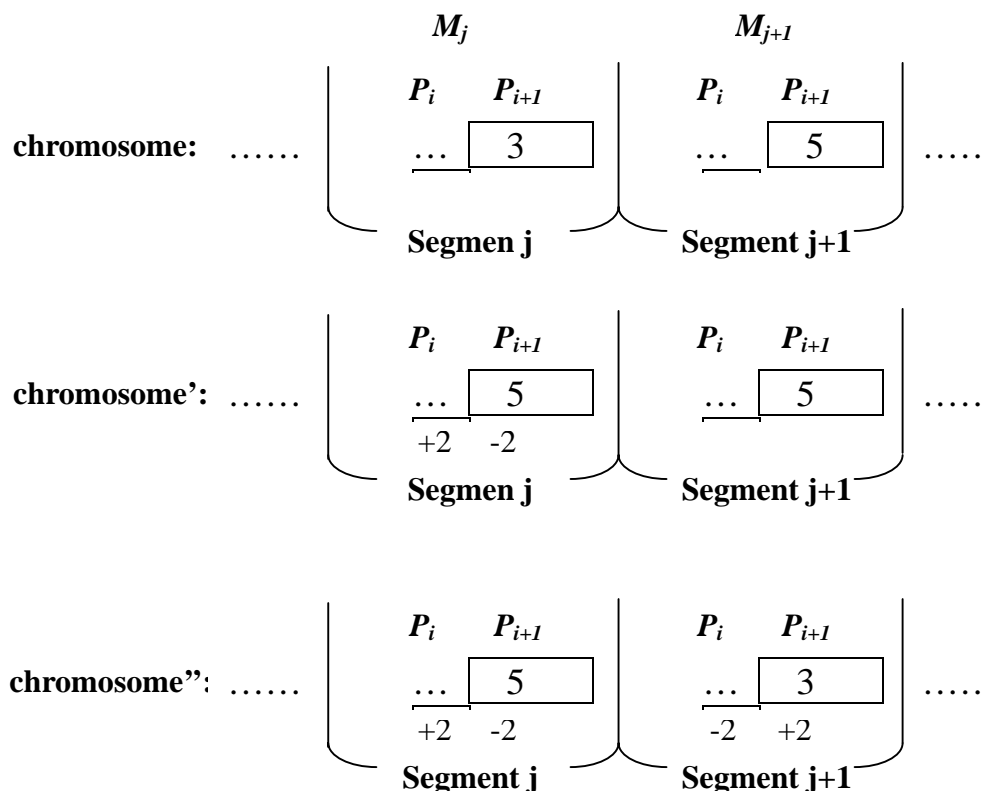 M_j M_{j+1}
P_i P_{i+1} P_i P_{i+1}
chromosome: …… … 3 … 5 …..
Segmen j Segment j+1
P_i P_{i+1} P_i P_{i+1}
chromosome’: …… … 5 … 5 …..
+2 -2
Segmen j Segment j+1
P_i P_{i+1} P_i P_{i+1}
chromosome’’: …… … 5 … 3 …..
+2 -2 -2 +2
Segment j Segment j+1